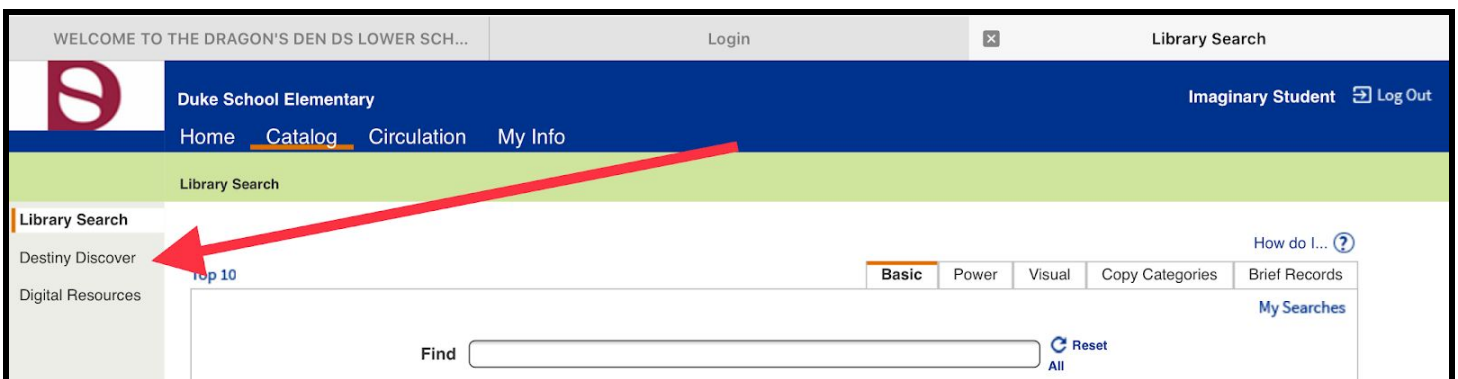 WELCOME TO THE DRAGON'S DEN DS LOWER SCH... Login Library Search
Duke School Elementary Imaginary Student Log Out
Home Catalog Circulation My Info
Library Search
Library Search
Destiny Discover
Digital Resources
How do I... ?
Top 10 Basic Power Visual Copy Categories Brief Records
My Searches
Find Reset
All